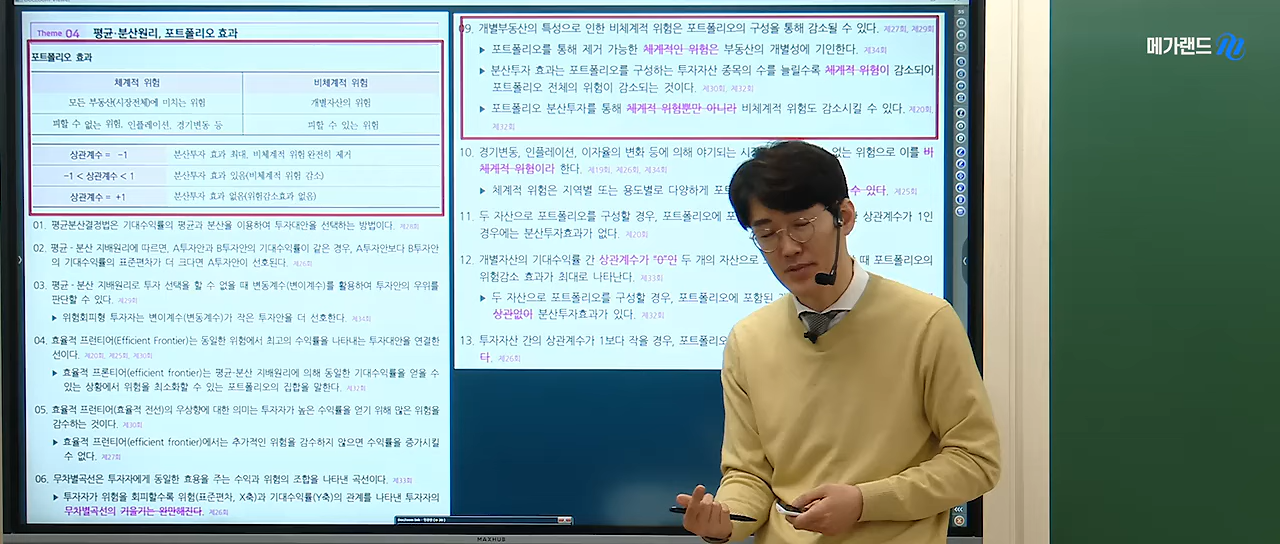 Theme 04 평균·분산원리, 포트폴리오 효과
포트폴리오 효과
체계적 위험 비체계적 위험
모든 부동산(시장전체)에 미치는 위험 개별자산의 위험
피할 수 없는 위험, 인플레이션, 경기변동 등 피할 수 있는 위험
상관계수 = -1 분산투자 효과 최대, 비체계적 위험 완전히 제거
-1 < 상관계수 < 1 분산투자 효과 있음(비체계적 위험 감소)
상관계수 = +1 분산투자 효과 없음(위험감소효과 없음)
01. 평균분산결정법은 기대수익률의 평균과 분산을 이용하여 투자대안을 선택하는 방법이다. 제28회
02. 평균 - 분산 지배원리에 따르면, A투자안과 B투자안의 기대수익률이 같은 경우, A투자안보다 B투자안
의 기대수익률의 표준편차가 더 크다면 A투자안이 선호된다. 제26회
03. 평균 - 분산 지배원리로 투자 선택을 할 수 없을 때 변동계수(변이계수)를 활용하여 투자안의 우위를
판단할 수 있다. 제29회
▶ 위험회피형 투자자는 변이계수(변동계수)가 작은 투자안을 더 선호한다. 제34회
04. 효율적 프런티어(Efficient Frontier)는 동일한 위험에서 최고의 수익률을 나타내는 투자대안을 연결한
선이다. 제20회, 제25회, 제30회
▶ 효율적 프론티어(efficient frontier)는 평균-분산 지배원리에 의해 동일한 기대수익률을 얻을 수
있는 상황에서 위험을 최소화할 수 있는 포트폴리오의 집합을 말한다. 제32회
05. 효율적 프런티어(효율적 전선)의 우상향에 대한 의미는 투자자가 높은 수익률을 얻기 위해 많은 위험을
감수하는 것이다. 제30회
▶ 효율적 프런티어(efficient frontier)에서는 추가적인 위험을 감수하지 않으면 수익률을 증가시킬
수 없다. 제27회
06. 무차별곡선은 투자자에게 동일한 효용을 주는 수익과 위험의 조합을 나타낸 곡선이다. 제33회
▶ 투자자가 위험을 회피할수록 위험(표준편차, X축)과 기대수익률(Y축)의 관계를 나타낸 투자자의
무차별곡선의 기울기는 완만해진다. 제26회
09. 개별부동산의 특성으로 인한 비체계적 위험은 포트폴리오의 구성을 통해 감소될 수 있다. 제27회, 제29회
▶ 포트폴리오를 통해 제거 가능한 체계적인 위험은 부동산의 개별성에 기인한다. 제34회
▶ 분산투자 효과는 포트폴리오를 구성하는 투자자산 종목의 수를 늘릴수록 체계적 위험이 감소되어
포트폴리오 전체의 위험이 감소되는 것이다. 제30회, 제32회
▶ 포트폴리오 분산투자를 통해 체계적 위험뿐만 아니라 비체계적 위험도 감소시킬 수 있다. 제20회,
제32회
10. 경기변동, 인플레이션, 이자율의 변화 등에 의해 야기되는 시장 없는 위험으로 이를 비
체계적 위험이라 한다. 제19회, 제26회, 제34회
▶ 체계적 위험은 지역별 또는 용도별로 다양하게 포트 수 있다. 제25회
11. 두 자산으로 포트폴리오를 구성할 경우, 포트폴리오에 포 상관계수가 1인
경우에는 분산투자효과가 없다. 제20회
12. 개별자산의 기대수익률 간 상관계수가 "0"인 두 개의 자산으로 때 포트폴리오의
위험감소 효과가 최대로 나타난다. 제33회
▶ 두 자산으로 포트폴리오를 구성할 경우, 포트폴리오에 포함된
상관없이 분산투자효과가 있다. 제32회
13. 투자자산 간의 상관계수가 1보다 작을 경우, 포트폴리오
다. 제26회
MAXHUB
메가랜드